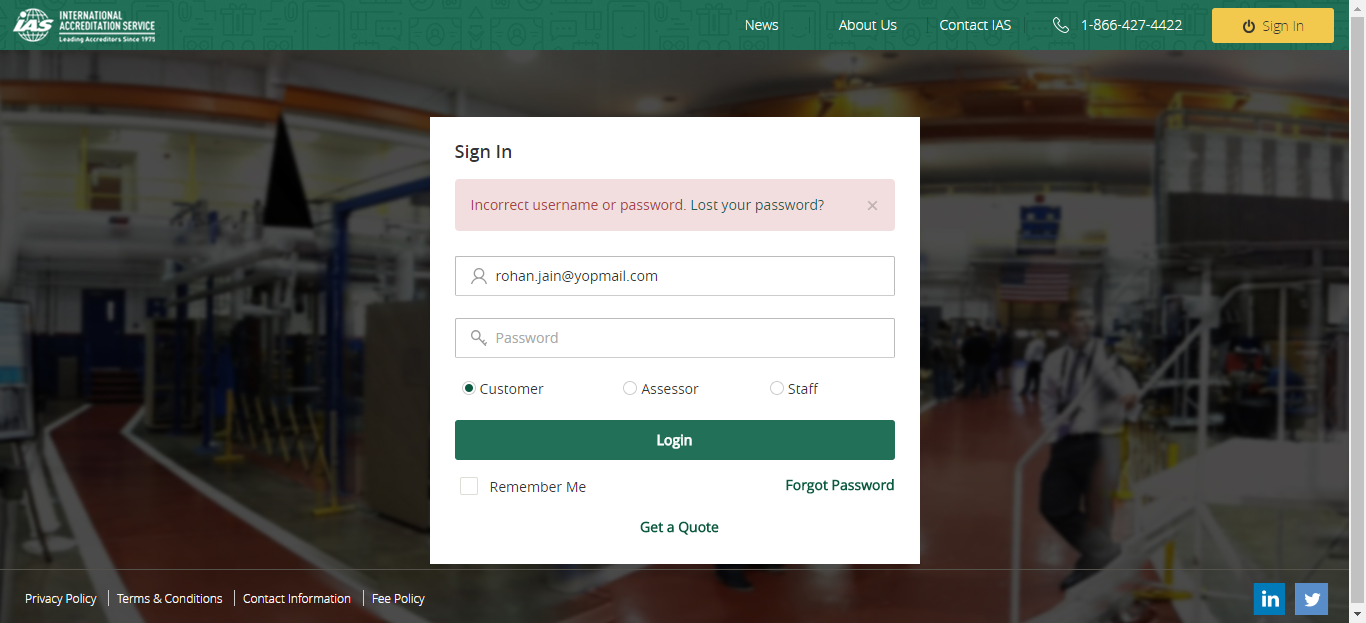 IAS
INTERNATIONAL
ACCREDITATION SERVICE
Leading Accreditors Since 1975
News
About Us
Contact IAS
1-866-427-4422
Sign In
Sign In
Incorrect username or password. Lost your password?
×
rohan.jain@yopmail.com
Password
Customer
Assessor
Staff
Login
Remember Me
Forgot Password
Get a Quote
Privacy Policy
Terms & Conditions
Contact Information
Fee Policy
in